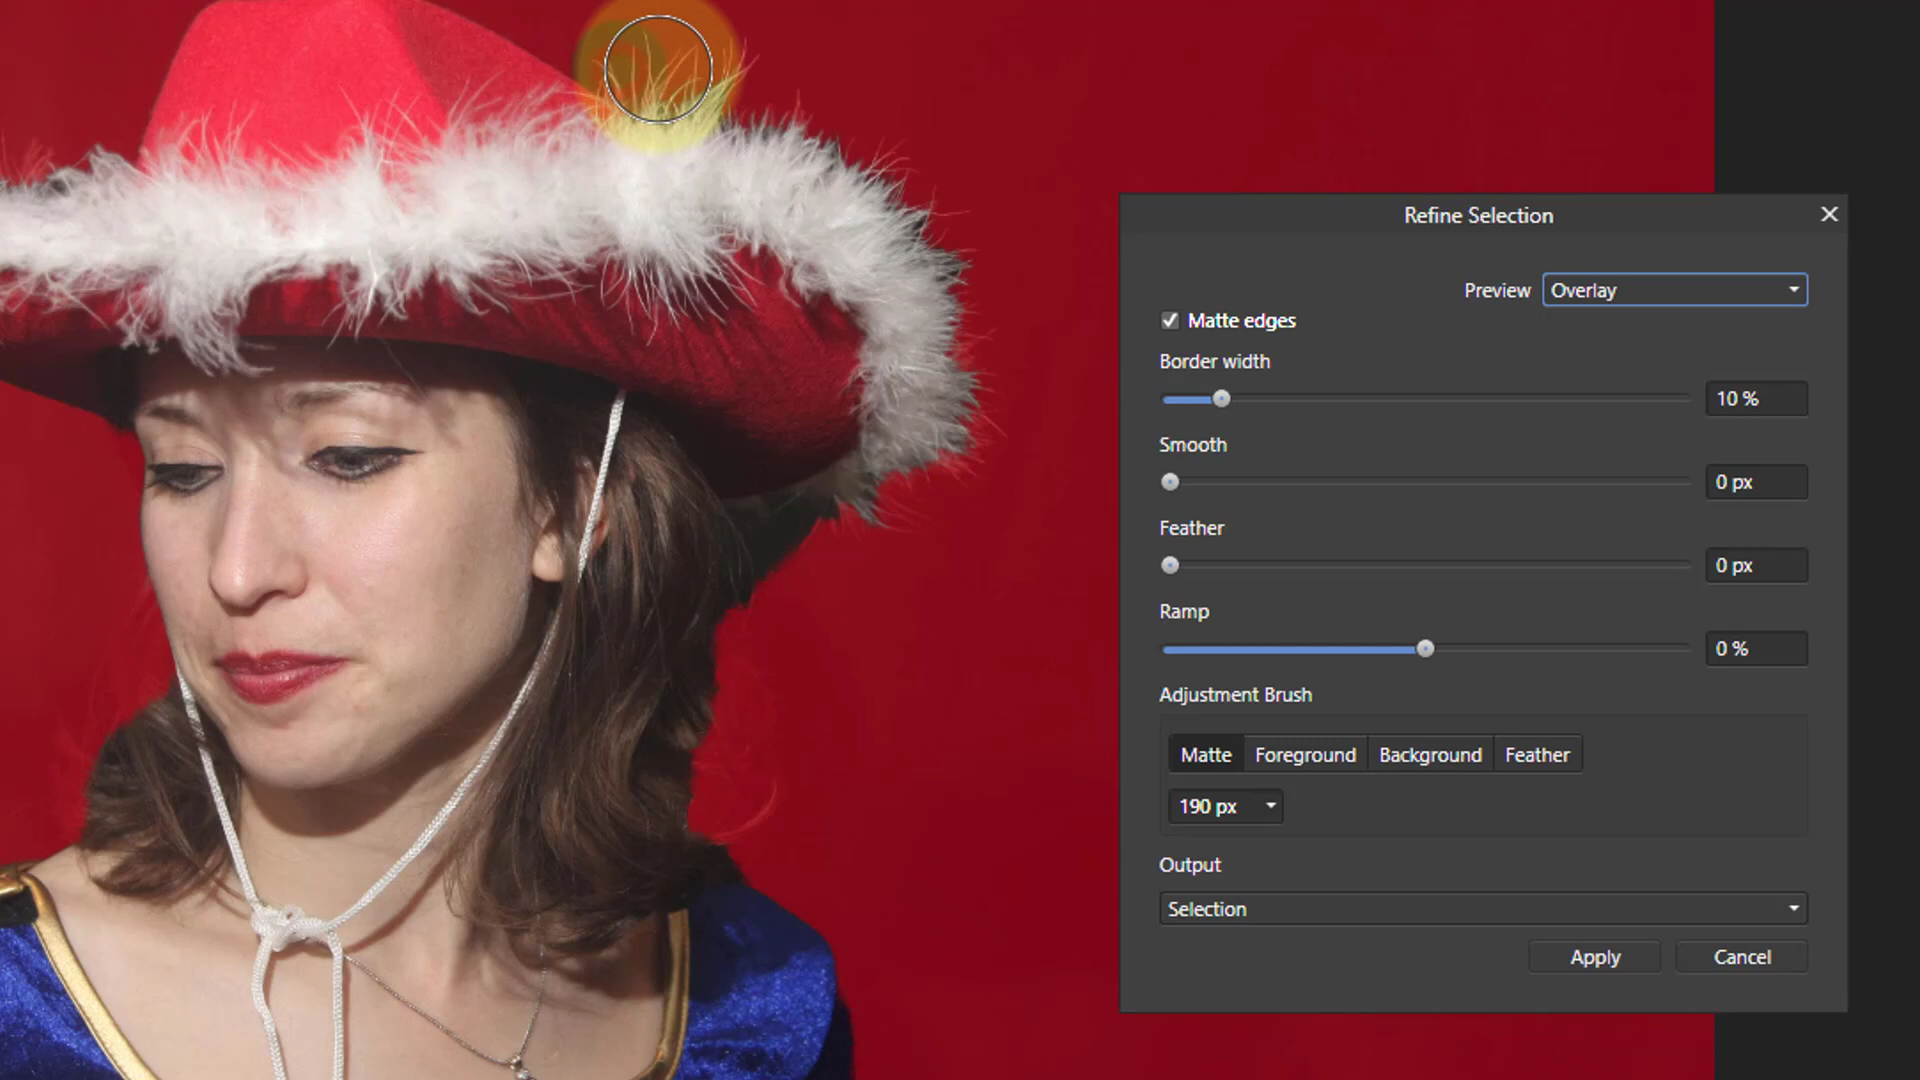 Refine Selection
Preview Overlay
Matte edges
Border width
10 %
Smooth
0 px
Feather
0 px
Ramp
0 %
Adjustment Brush
Matte Foreground Background Feather
190 px
Output
Selection
Apply Cancel